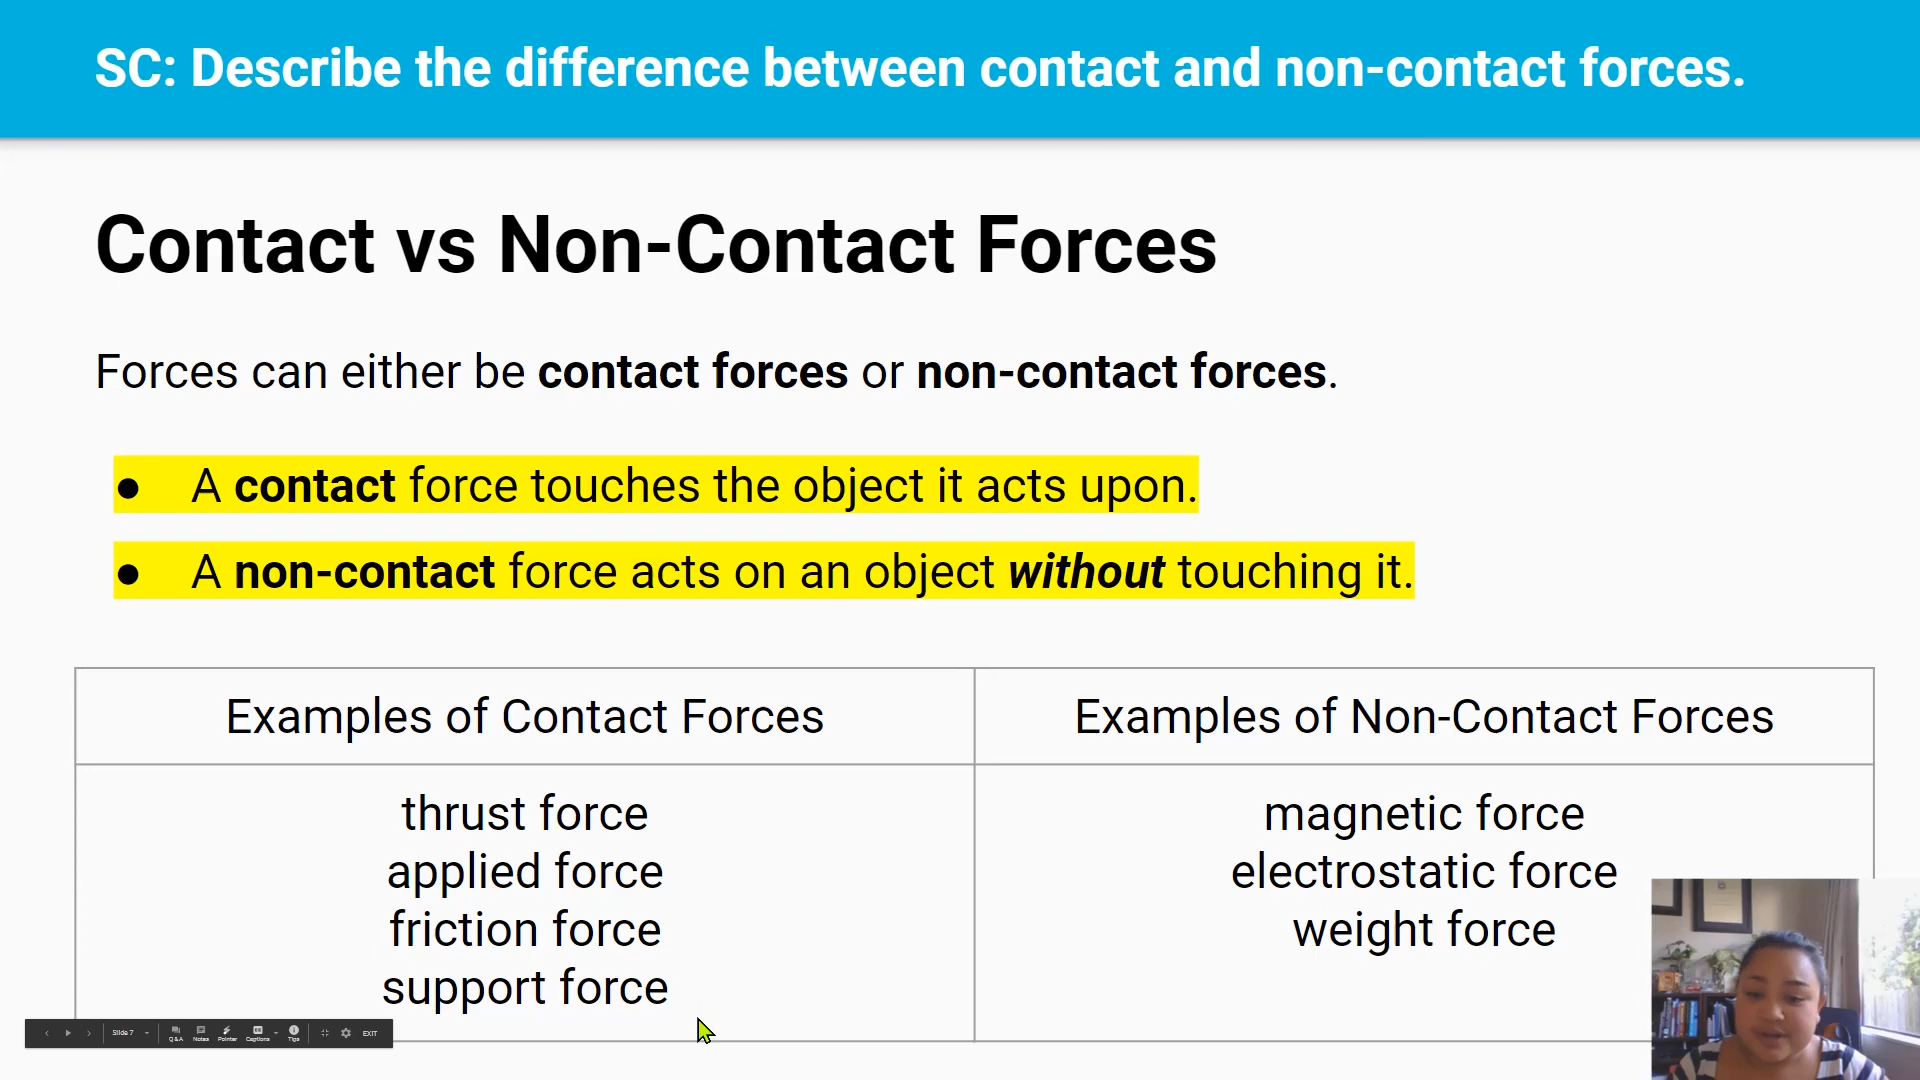 SC: Describe the difference between contact and non-contact forces.
Contact vs Non-Contact Forces
Forces can either be contact forces or non-contact forces.
● A contact force touches the object it acts upon.
● A non-contact force acts on an object without touching it.
Examples of Contact Forces
Examples of Non-Contact Forces
thrust force
applied force
friction force
support force
magnetic force
electrostatic force
weight force
Slide 7
Q&A
Notes
Pointer
Captions
Tips
EXIT